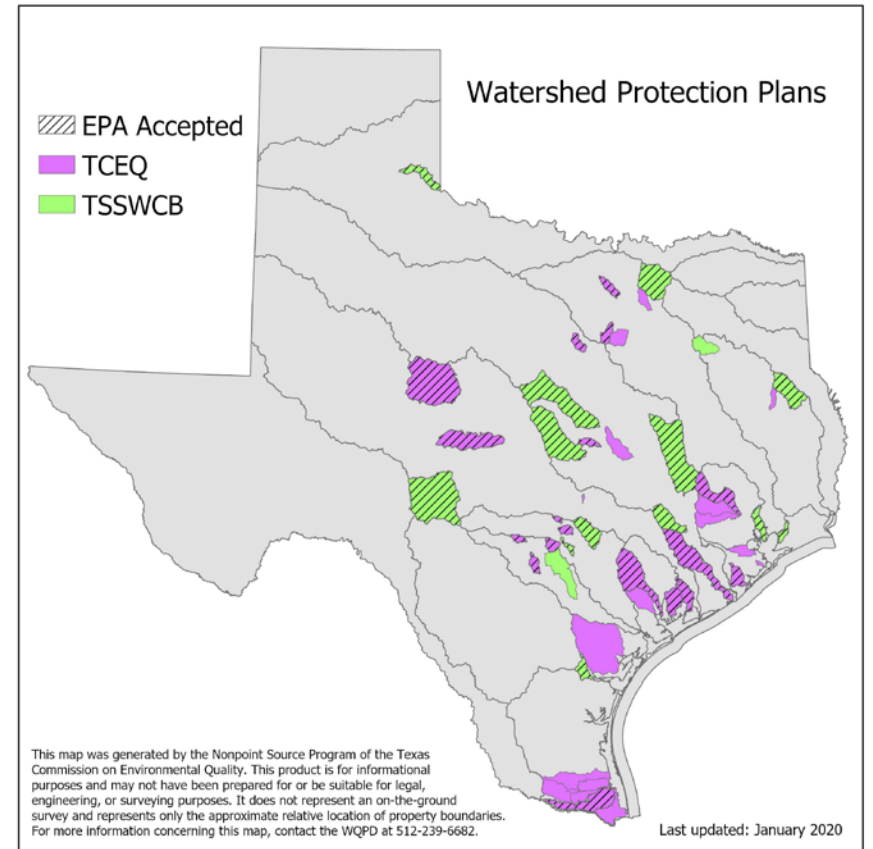 Watershed Protection Plans
EPA Accepted
TCEQ
TSSWCB
This map was generated by the Nonpoint Source Program of the Texas
Commission on Environmental Quality. This product is for informational
purposes and may not have been prepared for or be suitable for legal,
engineering, or surveying purposes. It does not represent an on-the-ground
survey and represents only the approximate relative location of property boundaries.
For more information concerning this map, contact the WQPD at 512-239-6682.
Last updated: January 2020